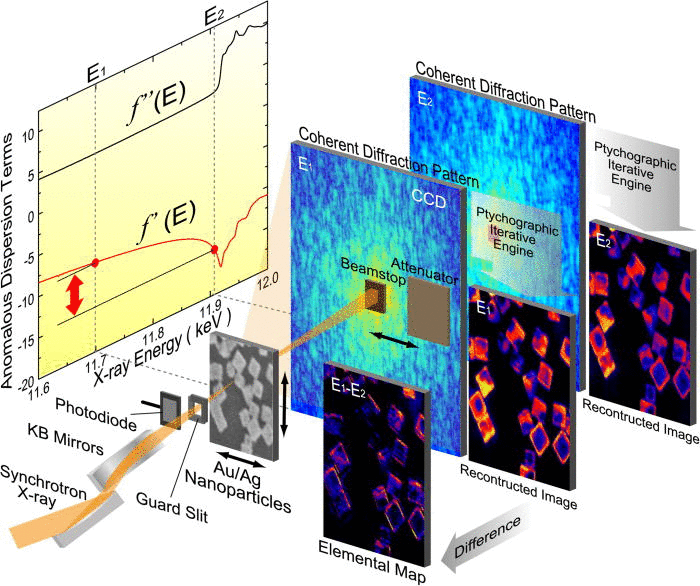 E1
E2
f''(E)
f'(E)
Anomalous Dispersion Terms
10
5
0
-5
-10
-15
-20
11.6
11.7
11.8
11.9
12.0
X-ray Energy ( keV )
Coherent Diffraction Pattern
E2
Coherent Diffraction Pattern
E1
CCD
Ptychographic
Iterative
Engine
Ptychographic
Iterative
Engine
Beamstop
Attenuator
E2
Recontructed Image
E1
Recontructed Image
E1-E2
Elemental Map
Difference
Photodiode
KB Mirrors
Synchrotron
X-ray
Guard Slit
Au/Ag
Nanoparticles